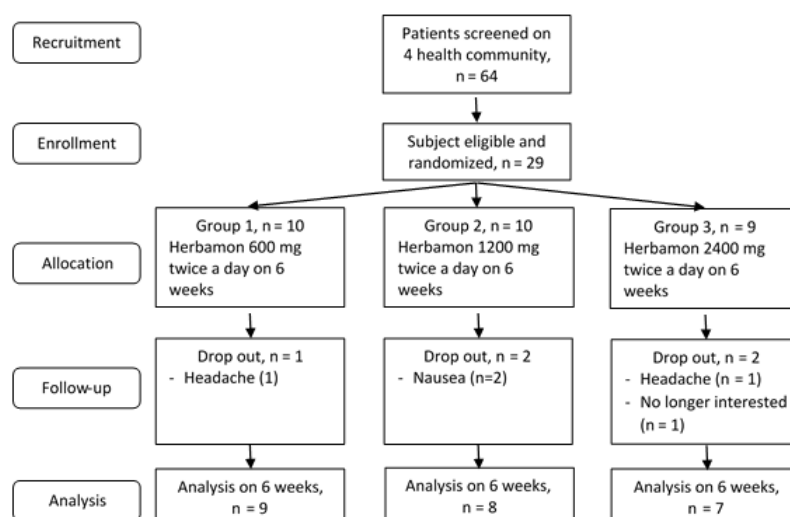 Recruitment
Patients screened on
4 health community,
n = 64
Enrollment
Subject eligible and
randomized, n = 29
Allocation
Group 1, n = 10
Herbamon 600 mg
twice a day on 6
weeks
Group 2, n = 10
Herbamon 1200 mg
twice a day on 6
weeks
Group 3, n = 9
Herbamon 2400 mg
twice a day on 6
weeks
Follow-up
Drop out, n = 1
- Headache (1)
Drop out, n = 2
- Nausea (n=2)
Drop out, n = 2
- Headache (n = 1)
- No longer interested
(n = 1)
Analysis
Analysis on 6 weeks,
n = 9
Analysis on 6 weeks,
n = 8
Analysis on 6 weeks,
n = 7